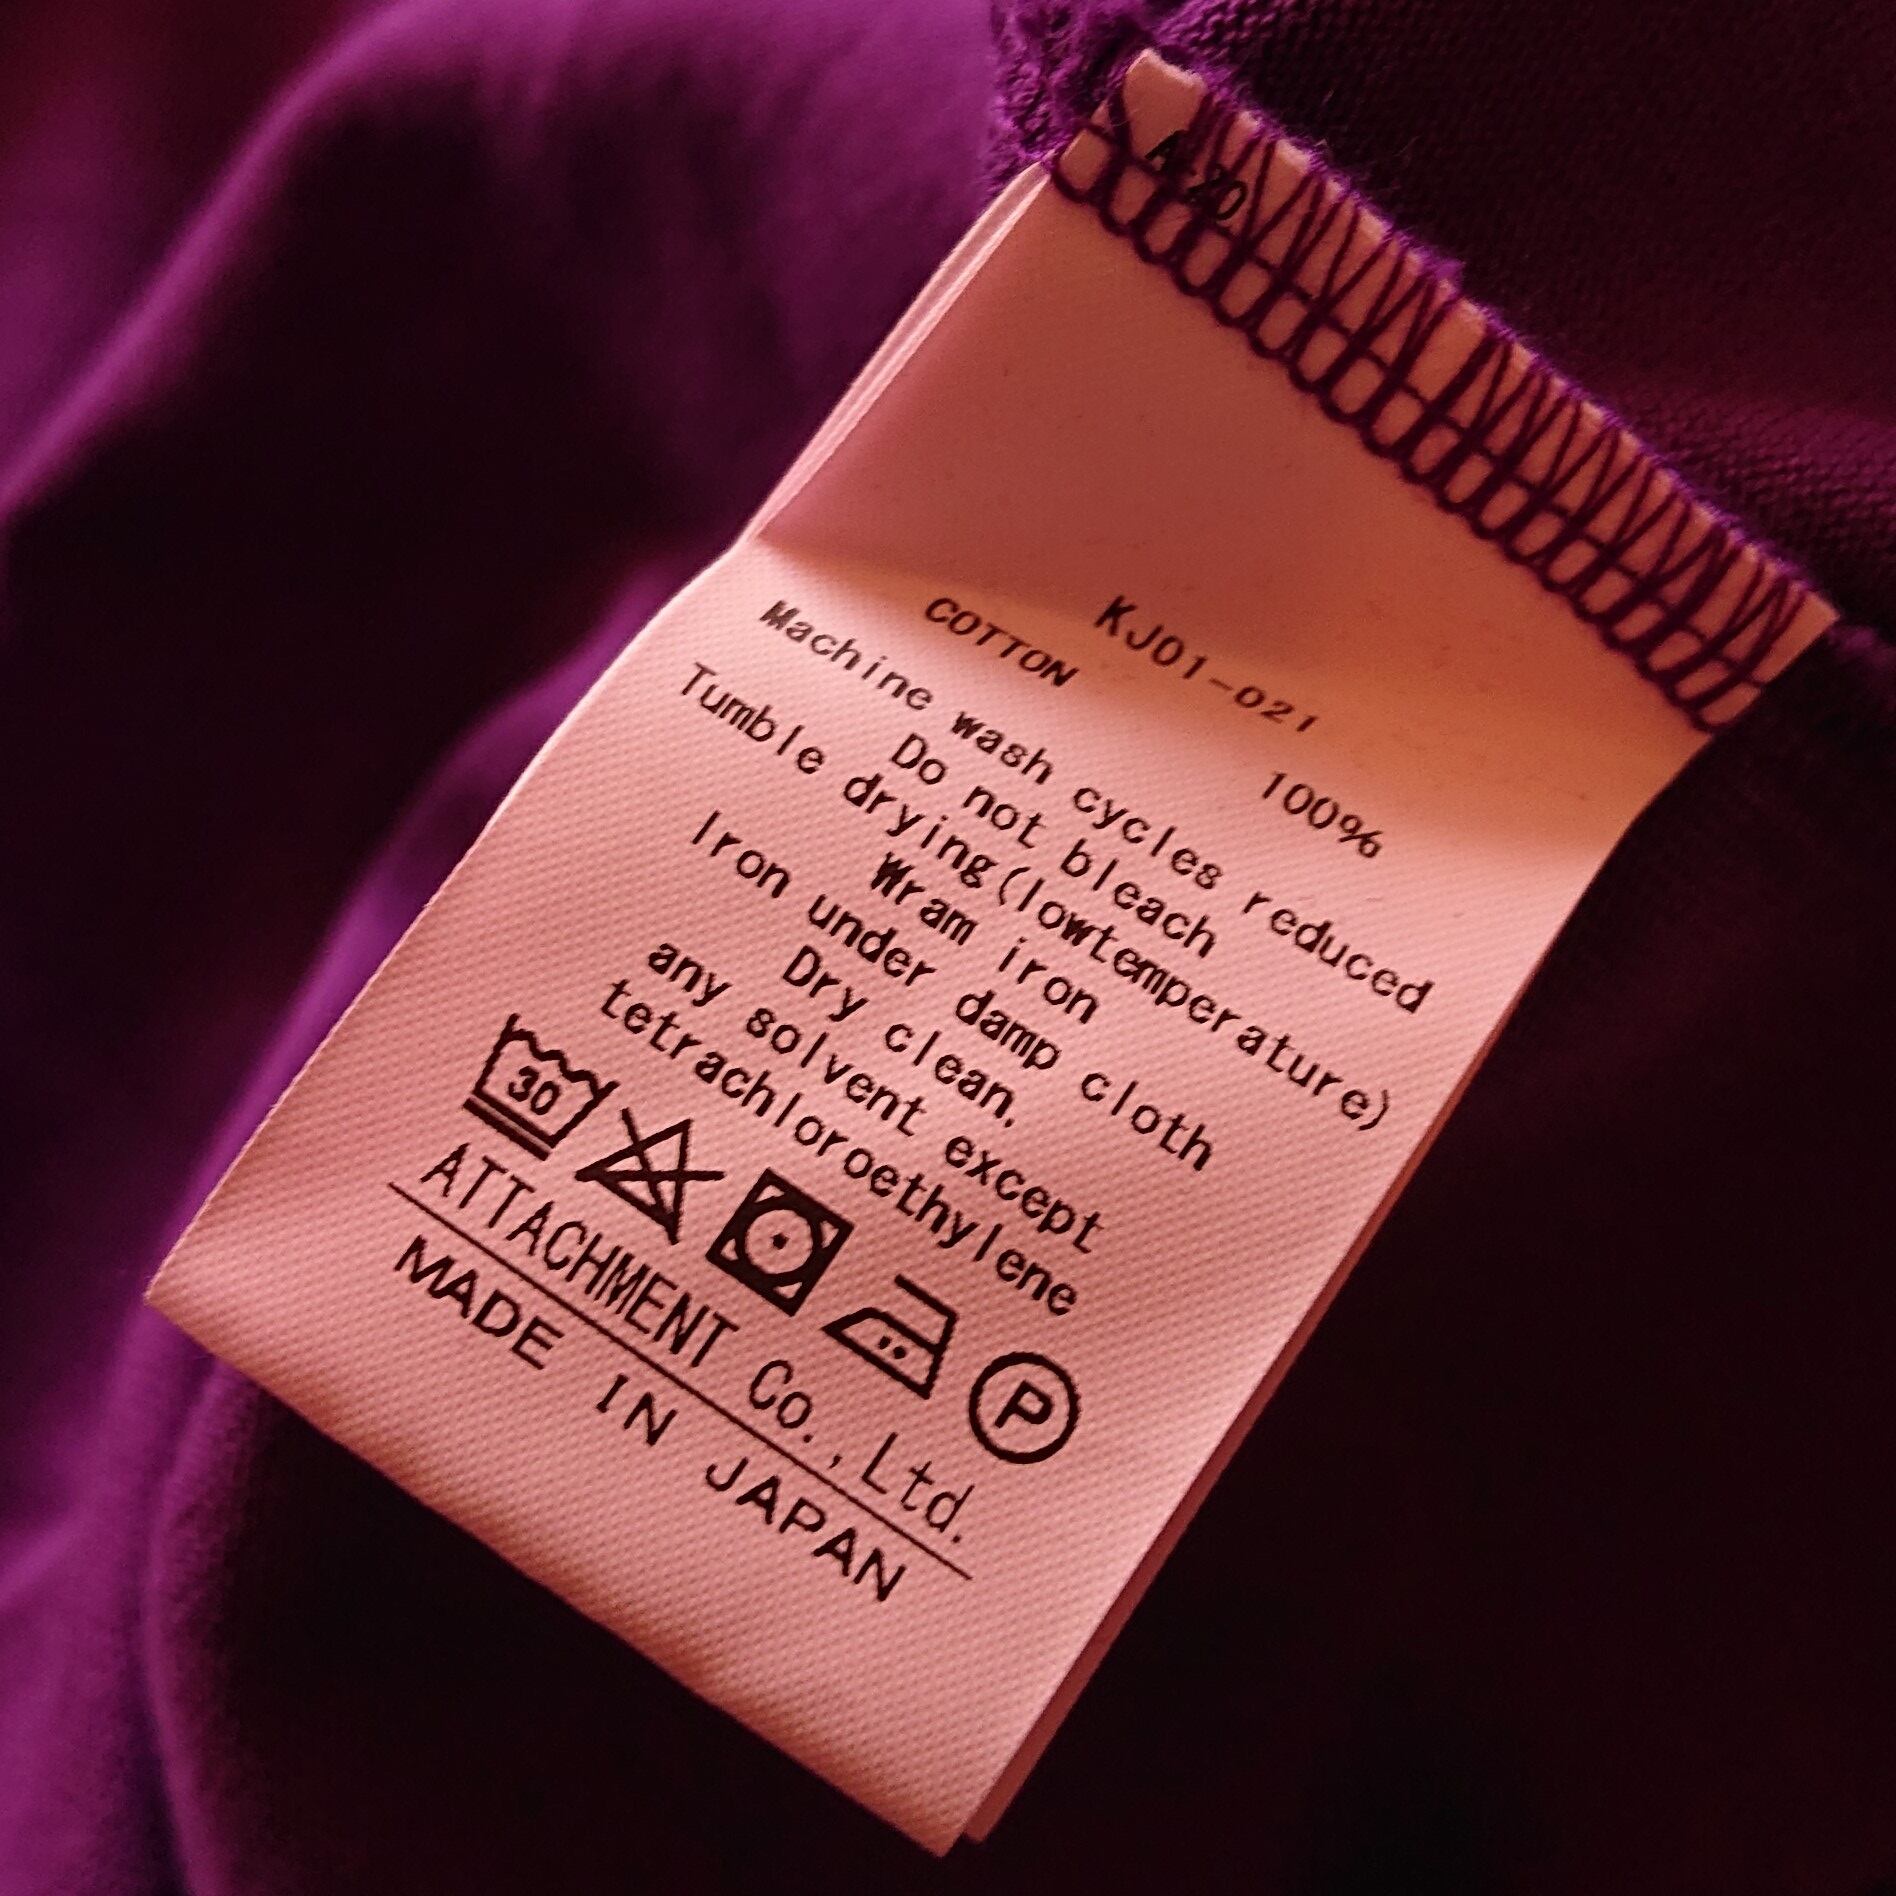 KJ01-021
COTTON 100%
Machine wash cycles reduced
Do not bleach
Tumble drying(lowtemperature)
Wram iron
Iron under damp cloth
Dry clean.
any solvent except
tetrachloroethylene
30
P
ATTACHMENT Co.,Ltd.
MADE IN JAPAN